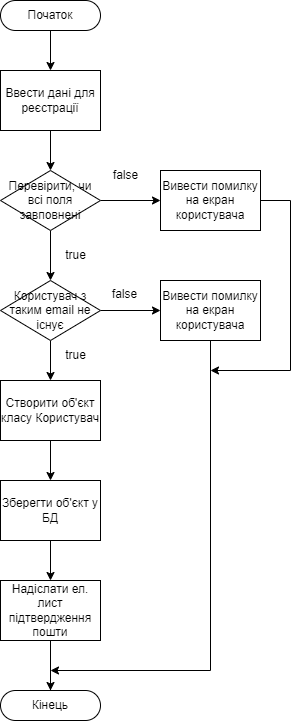 Початок
Ввести дані для
реєстрації
Перевірити, чи
всі поля
заповнені
false
Вивести помилку
на екран
користувача
true
Користувач з
таким email не
існує
false
Вивести помилку
на екран
користувача
true
Створити об'єкт
класу Користувач
Зберегти об'єкт у
БД
Надіслати ел.
лист
підтвердження
пошти
Кінець